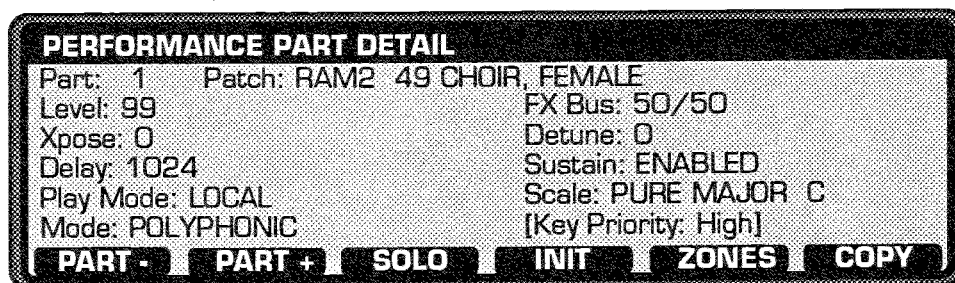 PERFORMANCE PART DETAIL
Part: 1 Patch: RAM2 49 CHOIR, FEMALE
Level: 99 FX Bus: 50/50
Xpose: 0 Detune: 0
Delay: 1024 Sustain: ENABLED
Play Mode: LOCAL Scale: PURE MAJOR C
Mode: POLYPHONIC [Key Priority: High]
PART - PART + SOLO INIT ZONES COPY